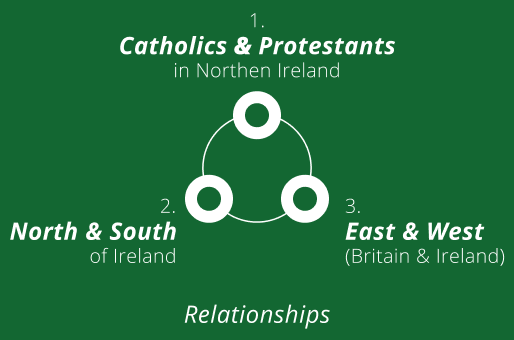 1.
Catholics & Protestants
in Northen Ireland
2.
North & South
of Ireland
3.
East & West
(Britain & Ireland)
Relationships